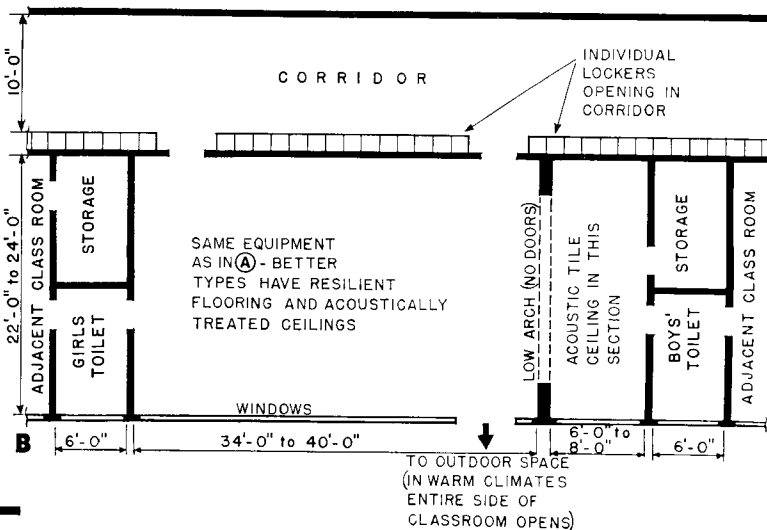 10'-0"
CORRIDOR
INDIVIDUAL
LOCKERS
OPENING IN
CORRIDOR
22'-0" to 24'-0"
ADJACENT CLASS ROOM
STORAGE
GIRLS
TOILET
SAME EQUIPMENT
AS IN Ⓐ - BETTER
TYPES HAVE RESILIENT
FLOORING AND ACOUSTICALLY
TREATED CEILINGS
LOW ARCH (NO DOORS)
ACOUSTIC TILE
CEILING IN THIS
SECTION
STORAGE
BOYS'
TOILET
ADJACENT CLASS ROOM
WINDOWS
B
6'-0"
34'-0" to 40'-0"
6'-0" to
8'-0"
6'-0"
TO OUTDOOR SPACE
(IN WARM CLIMATES
ENTIRE SIDE OF
CLASSROOM OPENS)